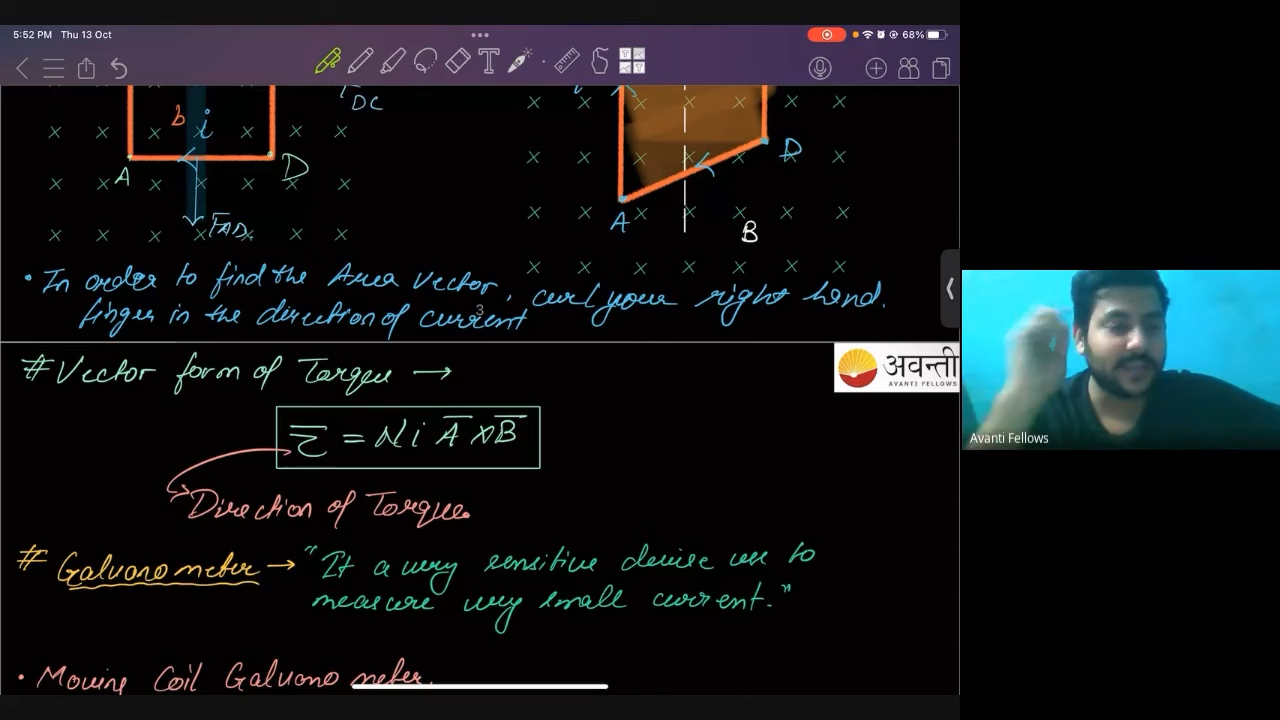 5:52 PM Thu 13 Oct
68%
DC
b
i
A
D
F AD
D
A
B
• In order to find the Area Vector, curl your right hand
finger in the direction of current
3
# Vector form of Torque →
अवन्ती
AVANTI FELLOWS
τ = N i A × B
Direction of Torque.
# Galvanometer → "It a very sensitive device use to
measure very small current."
• Moving Coil Galvanometer.
Avanti Fellows